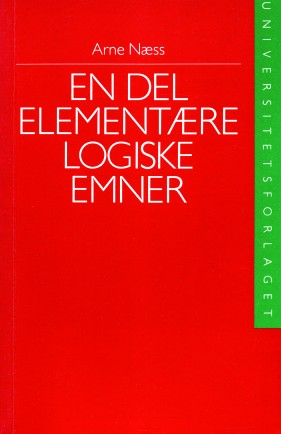 Arne Næss
EN DEL
ELEMENTÆRE
LOGISKE
EMNER
UNIVERSITETSFORLAGET